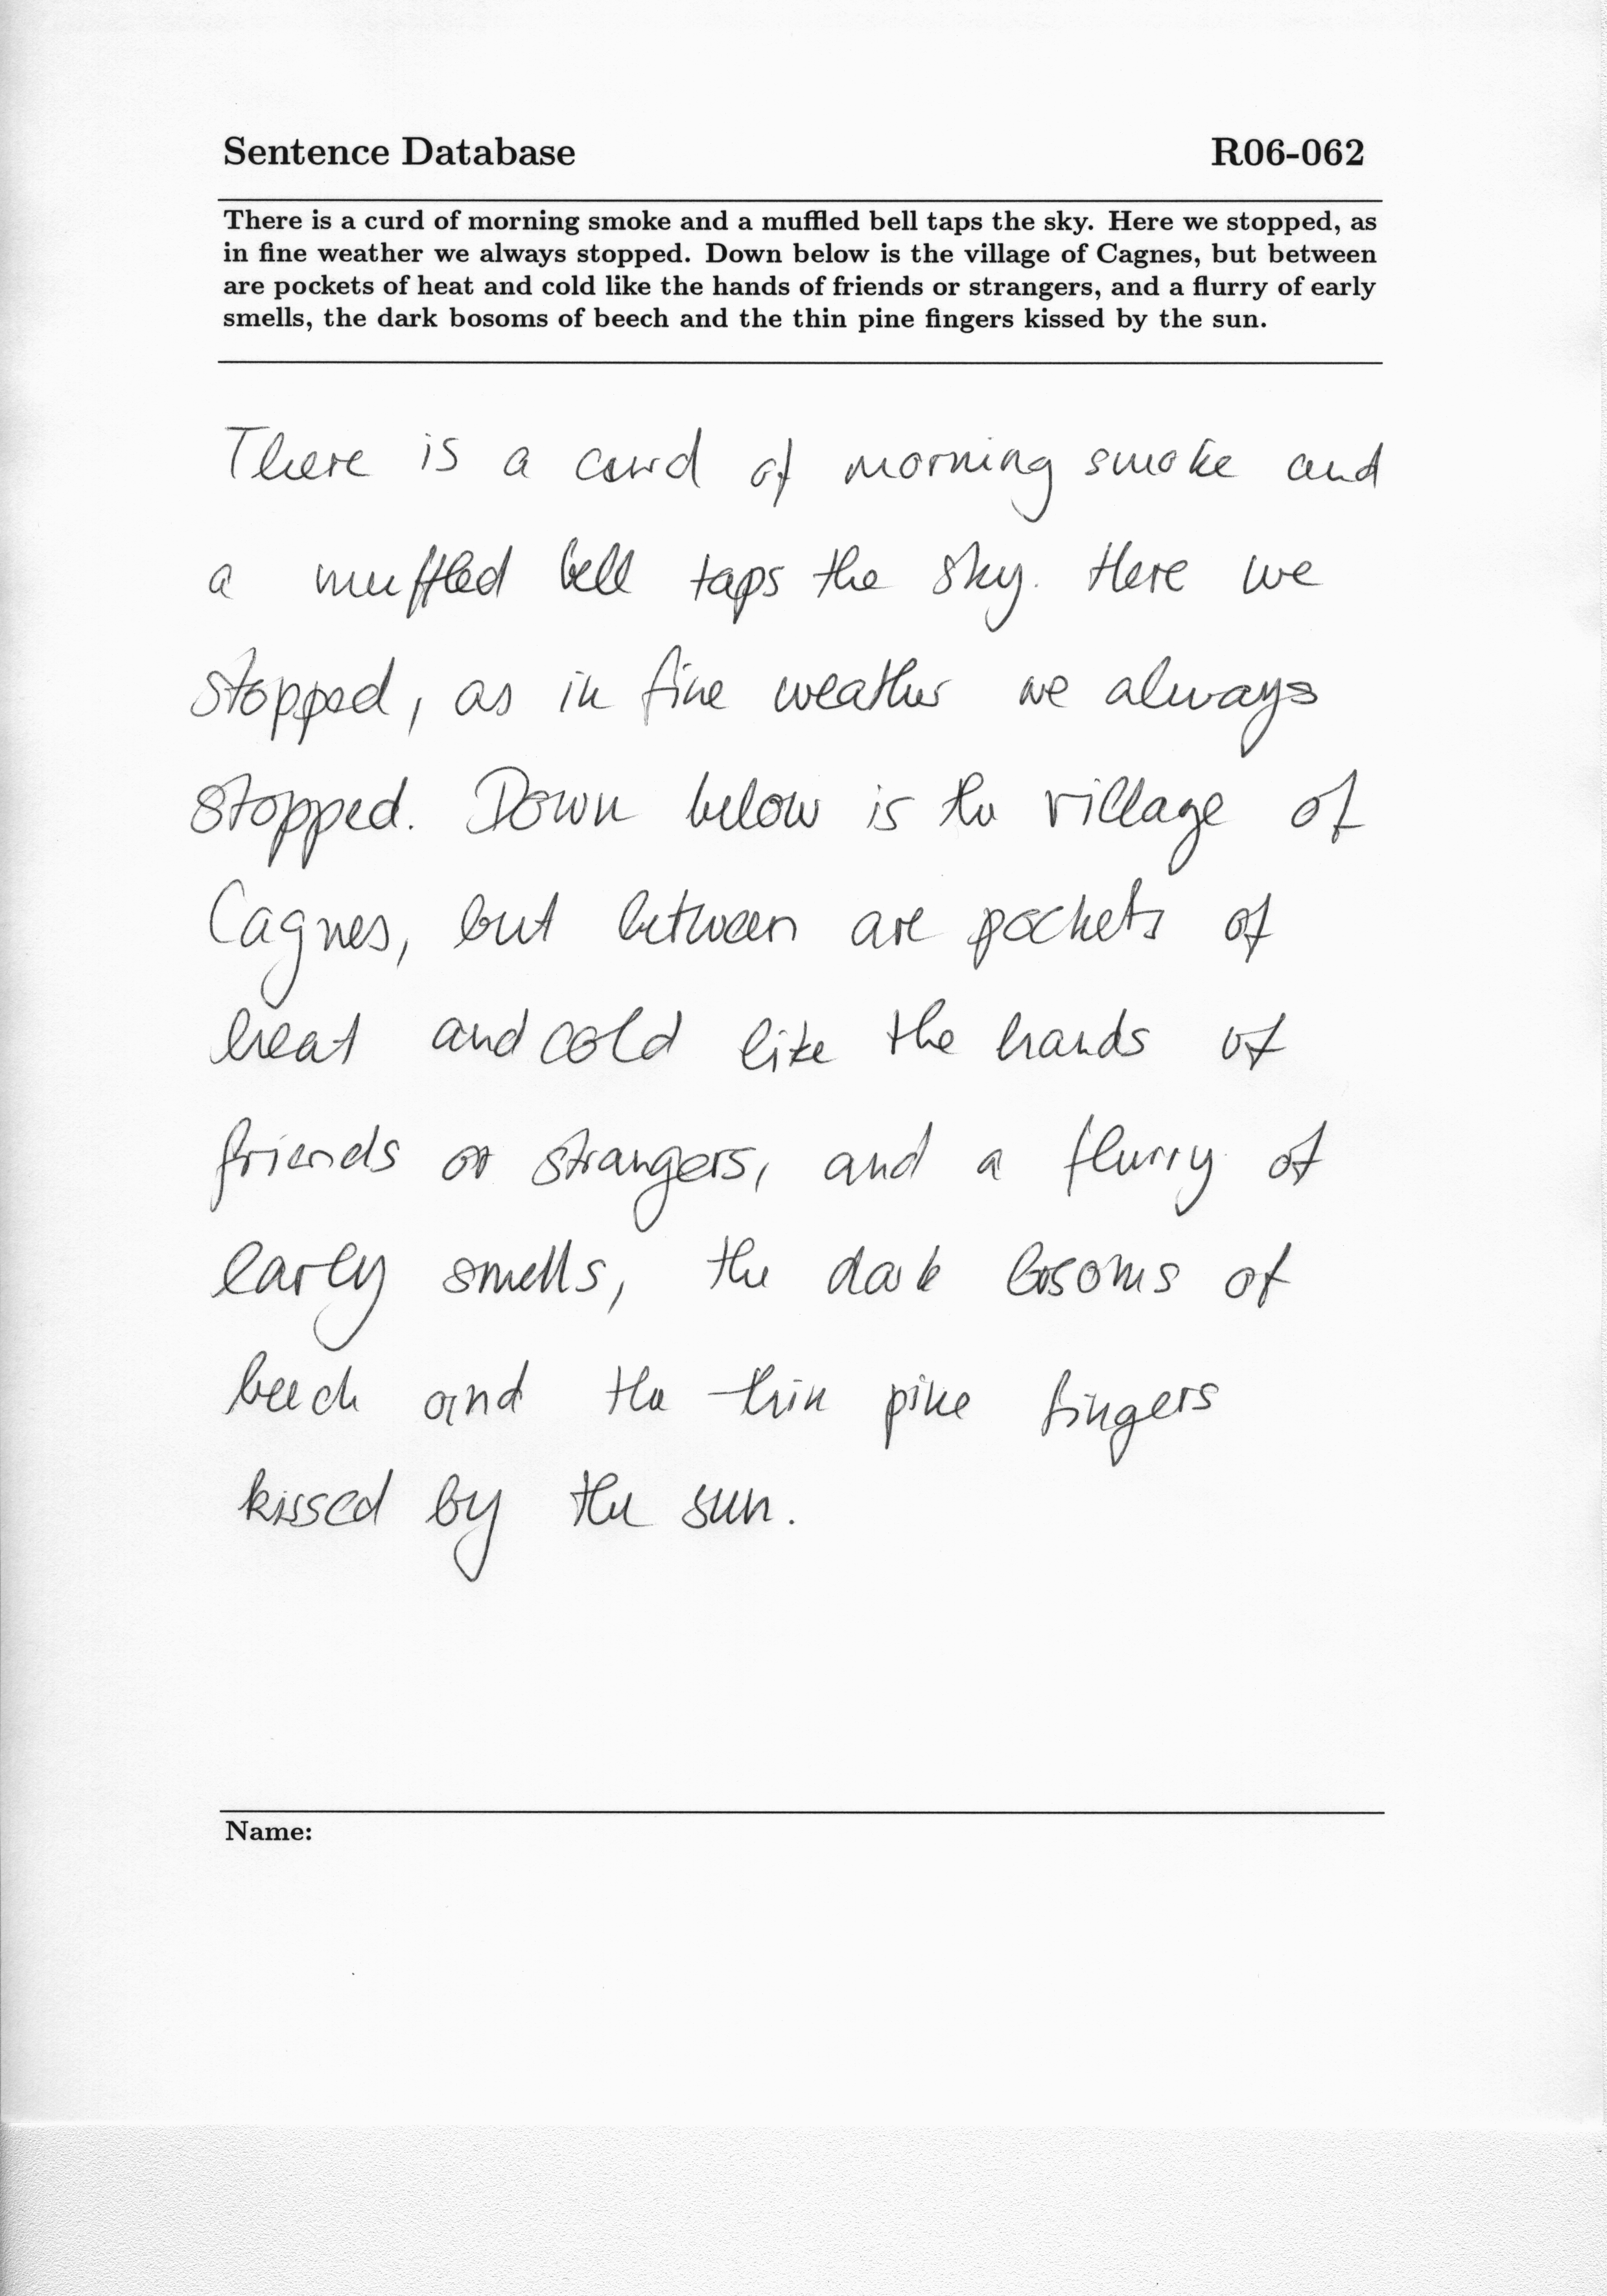 Sentence Database R06-062
There is a curd of morning smoke and a muffled bell taps the sky. Here we stopped, as
in fine weather we always stopped. Down below is the village of Cagnes, but between
are pockets of heat and cold like the hands of friends or strangers, and a flurry of early
smells, the dark bosoms of beech and the thin pine fingers kissed by the sun.
There is a curd of morning smoke and
a muffled bell taps the sky. Here we
stopped, as in fine weather we always
stopped. Down below is the village of
Cagnes, but between are pockets of
heat and cold like the hands of
friends or strangers, and a flurry of
early smells, the dark bosoms of
beech and the thin pine fingers
kissed by the sun.
Name: